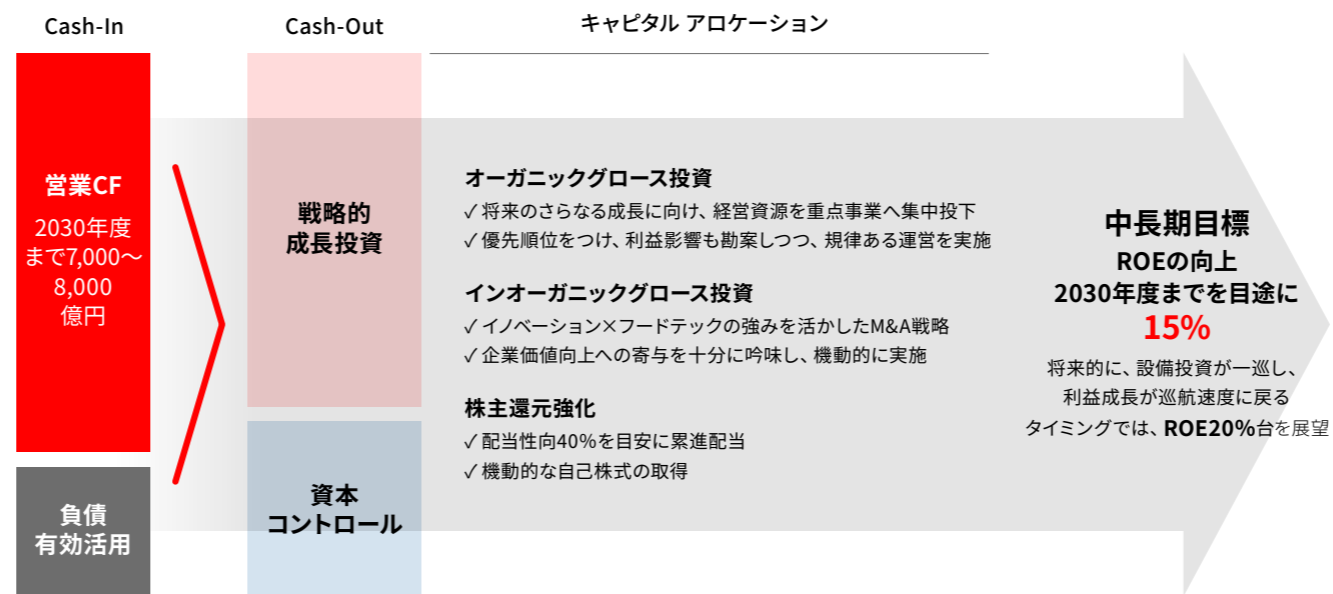 Cash-In
Cash-Out
キャピタル アロケーション
営業CF
2030年度
まで7,000～
8,000
億円
負債
有効活用
戦略的
成長投資
資本
コントロール
オーガニックグロース投資
✓ 将来のさらなる成長に向け、経営資源を重点事業へ集中投下
✓ 優先順位をつけ、利益影響も勘案しつつ、規律ある運営を実施
インオーガニックグロース投資
✓ イノベーション×フードテックの強みを活かしたM&A戦略
✓ 企業価値向上への寄与を十分に吟味し、機動的に実施
株主還元強化
✓ 配当性向40%を目安に累進配当
✓ 機動的な自己株式の取得
中長期目標
ROEの向上
2030年度までを目途に
15%
将来的に、設備投資が一巡し、
利益成長が巡航速度に戻る
タイミングでは、ROE20%台を展望